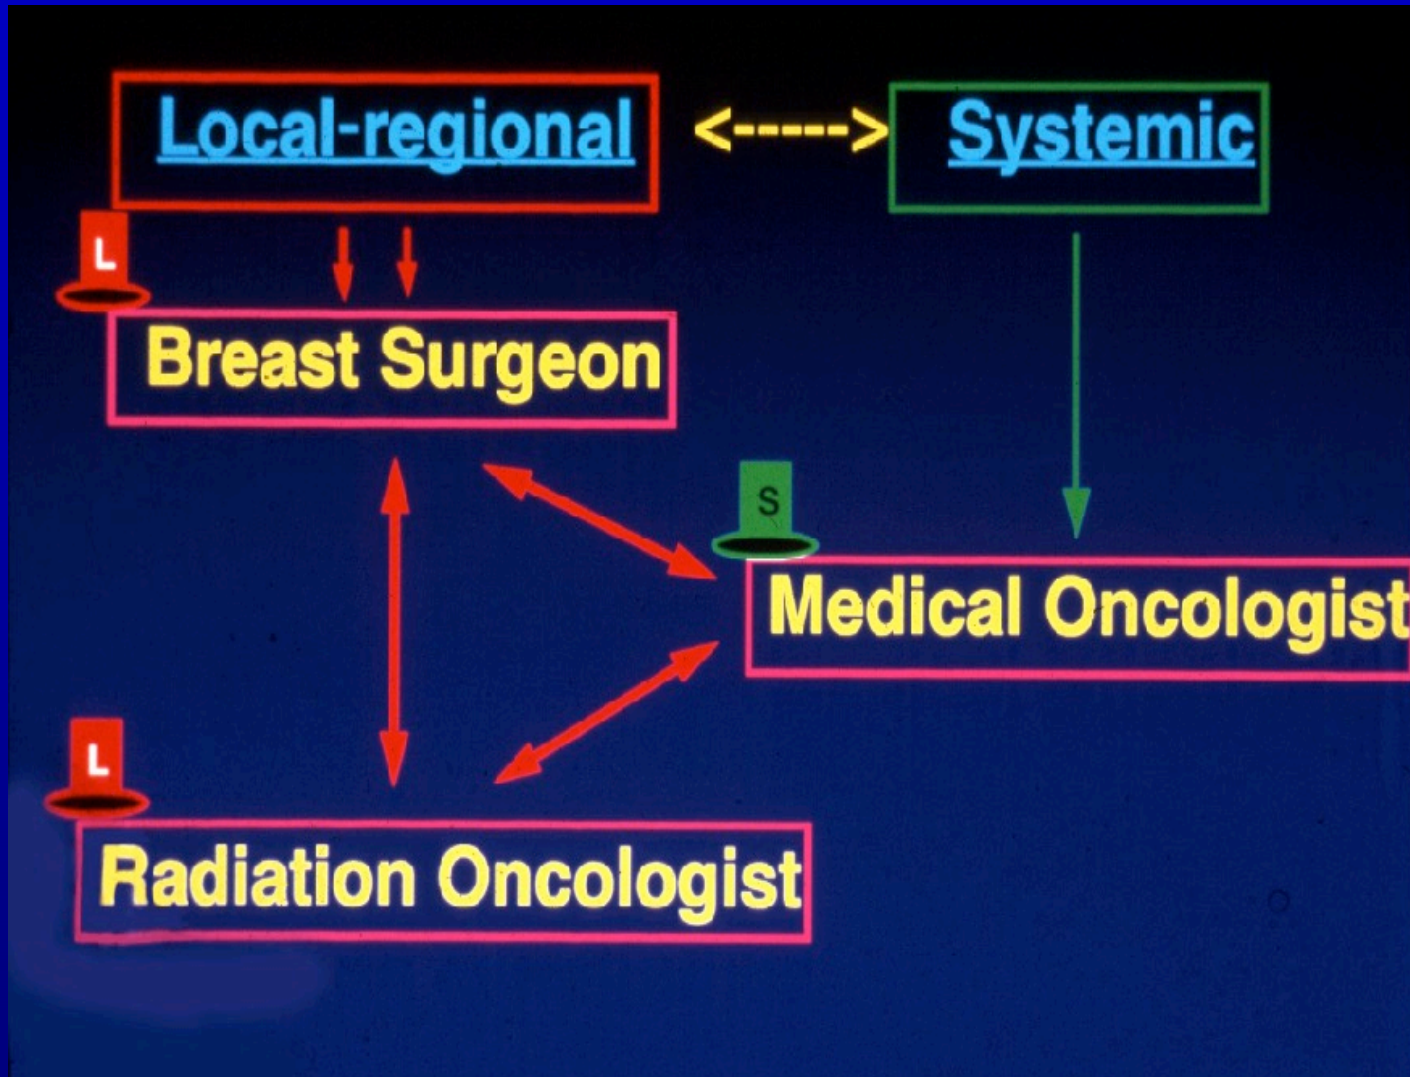 Local-regional <-----> Systemic
L
Breast Surgeon
S
Medical Oncologist
L
Radiation Oncologist